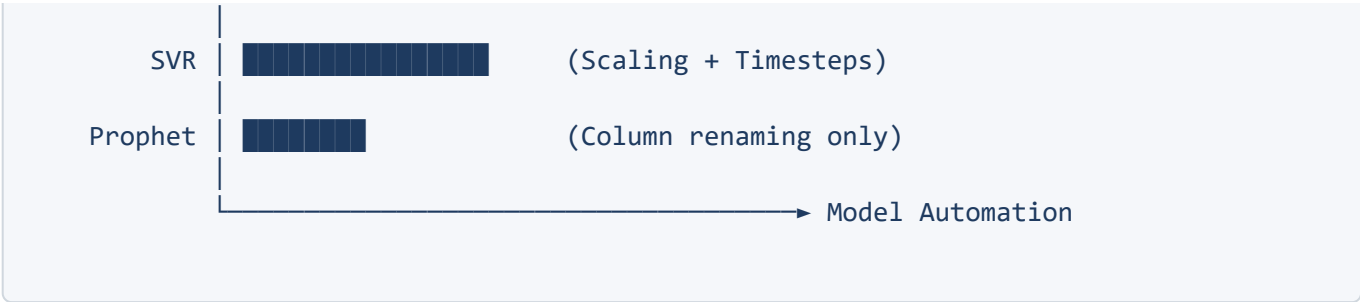 SVR (Scaling + Timesteps)
Prophet (Column renaming only)
Model Automation